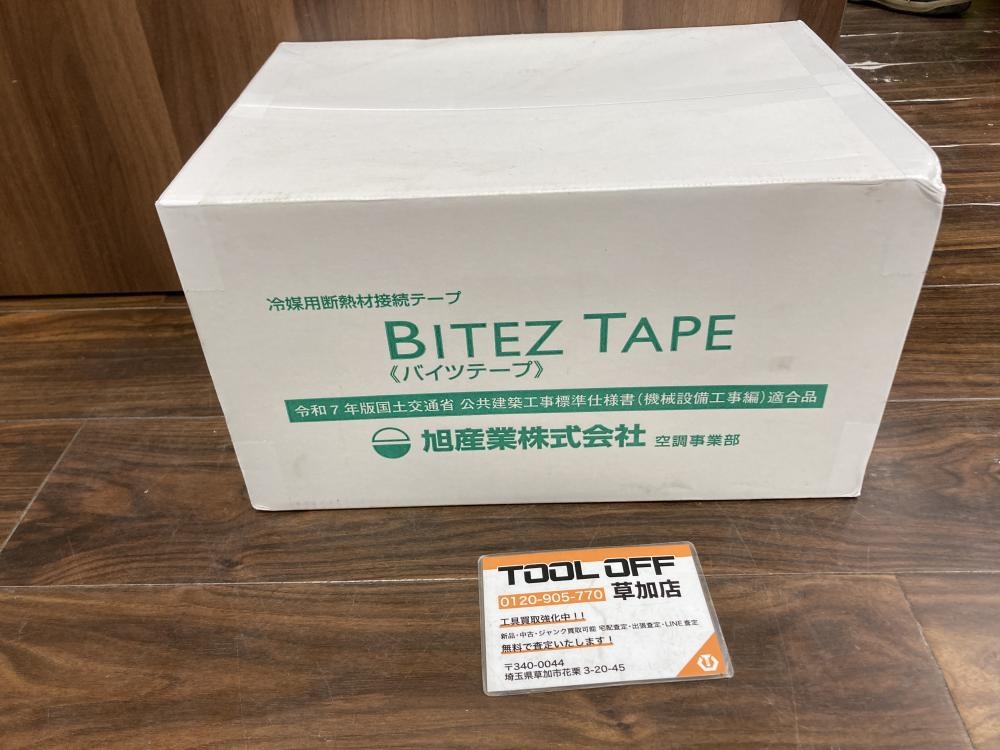 冷媒用断熱材接続テープ
BITEZ TAPE
《バイツテープ》
令和7年版国土交通省 公共建築工事標準仕様書(機械設備工事編)適合品
旭産業株式会社 空調事業部
TOOL OFF
0120-905-770 草加店
工具買取強化中!!
新品・中古・ジャンク買取可能 宅配査定・出張査定・LINE査定
無料で査定いたします!
〒340-0044
埼玉県草加市花栗 3-20-45